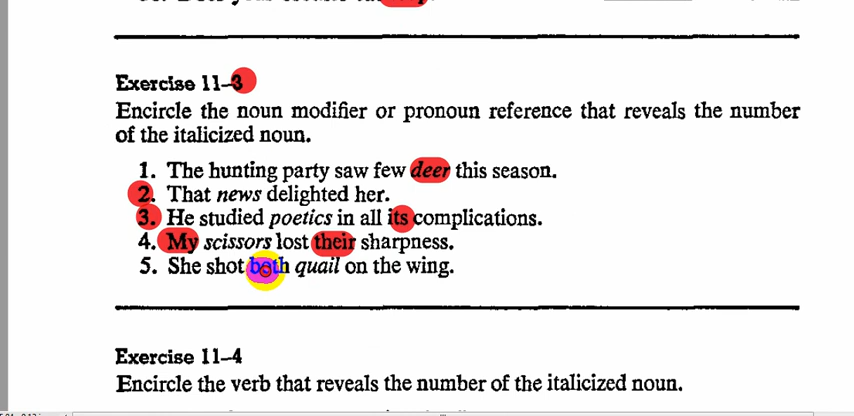 Exercise 11–3
Encircle the noun modifier or pronoun reference that reveals the number
of the italicized noun.
1. The hunting party saw few deer this season.
2. That news delighted her.
3. He studied poetics in all its complications.
4. My scissors lost their sharpness.
5. She shot both quail on the wing.
Exercise 11–4
Encircle the verb that reveals the number of the italicized noun.